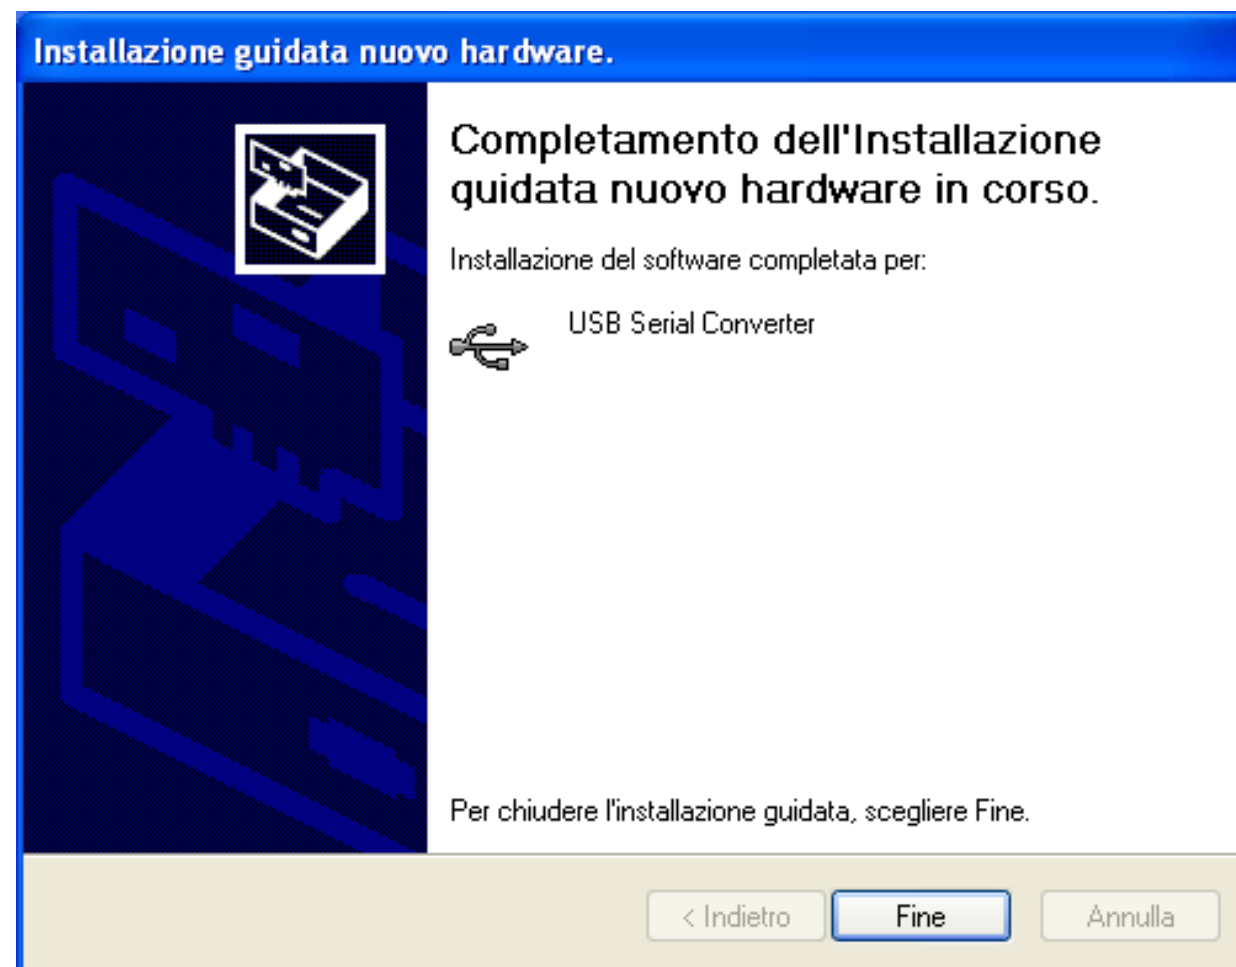 Installazione guidata nuovo hardware.
Completamento dell'Installazione
guidata nuovo hardware in corso.
Installazione del software completata per:
USB Serial Converter
Per chiudere l'installazione guidata, scegliere Fine.
< Indietro
Fine
Annulla